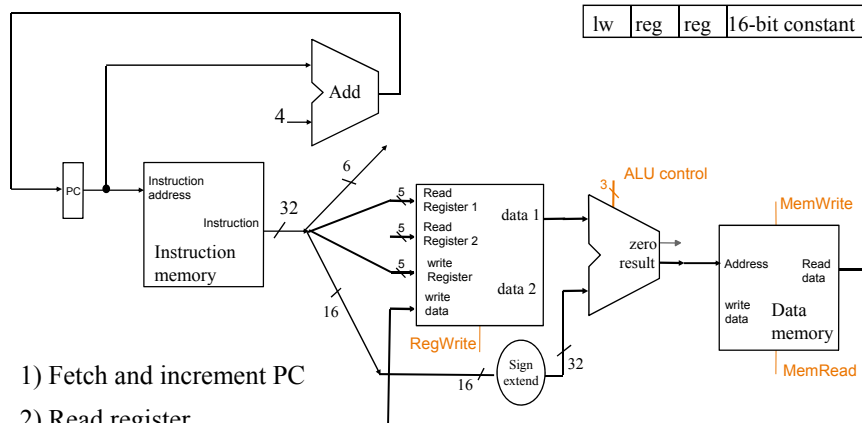 lw reg reg 16-bit constant
Add
4
PC
Instruction
address
Instruction
Instruction
memory
32
6
16
5
Read
Register 1
5
Read
Register 2
5
write
Register
write
data
data 1
data 2
RegWrite
16
Sign
extend
32
3
ALU control
zero
result
MemWrite
Address
Read
data
write
data
Data
memory
MemRead
1) Fetch and increment PC
2) Read register